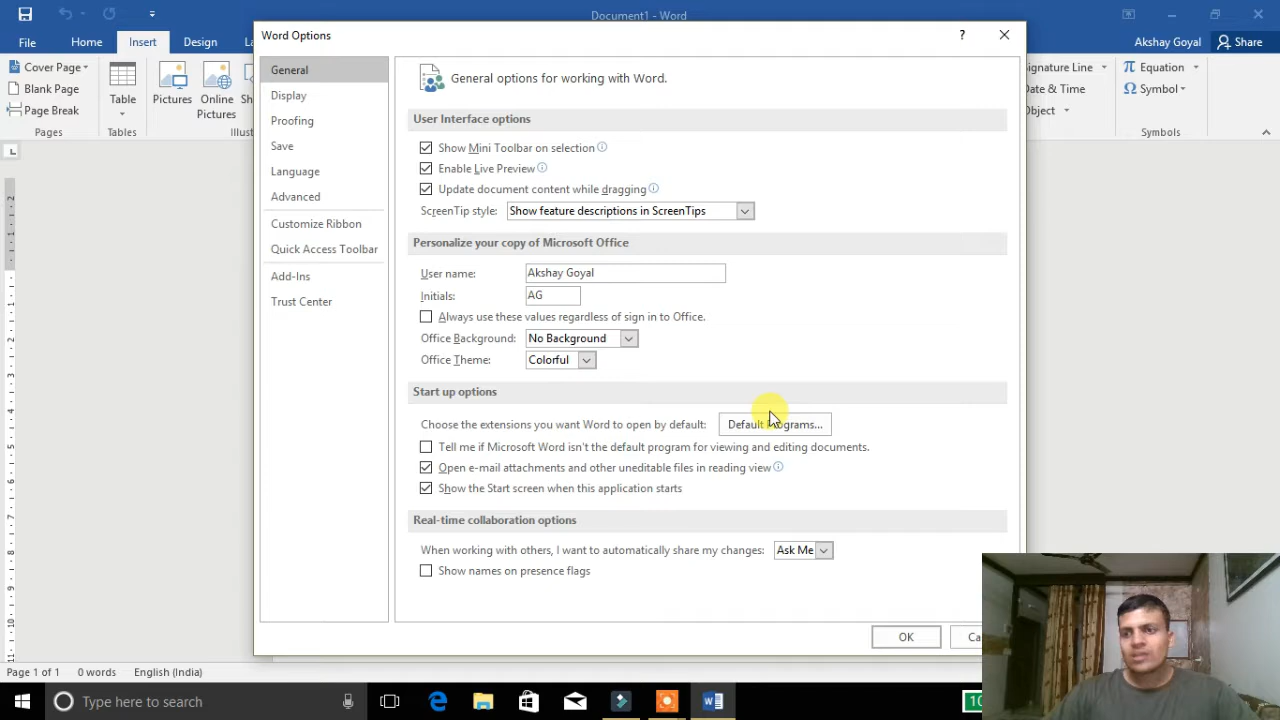 Document1 - Word
File Home Insert Design
Akshay Goyal Share
Cover Page
Blank Page
Page Break
Pages
Table
Tables
Pictures
Online Pictures
Word Options
General
Display
Proofing
Save
Language
Advanced
Customize Ribbon
Quick Access Toolbar
Add-Ins
Trust Center
General options for working with Word.
User Interface options
Show Mini Toolbar on selection
Enable Live Preview
Update document content while dragging
ScreenTip style: Show feature descriptions in ScreenTips
Personalize your copy of Microsoft Office
User name: Akshay Goyal
Initials: AG
Always use these values regardless of sign in to Office.
Office Background: No Background
Office Theme: Colorful
Start up options
Choose the extensions you want Word to open by default: Default Programs...
Tell me if Microsoft Word isn't the default program for viewing and editing documents.
Open e-mail attachments and other uneditable files in reading view
Show the Start screen when this application starts
Real-time collaboration options
When working with others, I want to automatically share my changes: Ask Me
Show names on presence flags
OK
Signature Line
Date & Time
Object
Equation
Symbol
Symbols
Page 1 of 1 0 words English (India)
Type here to search